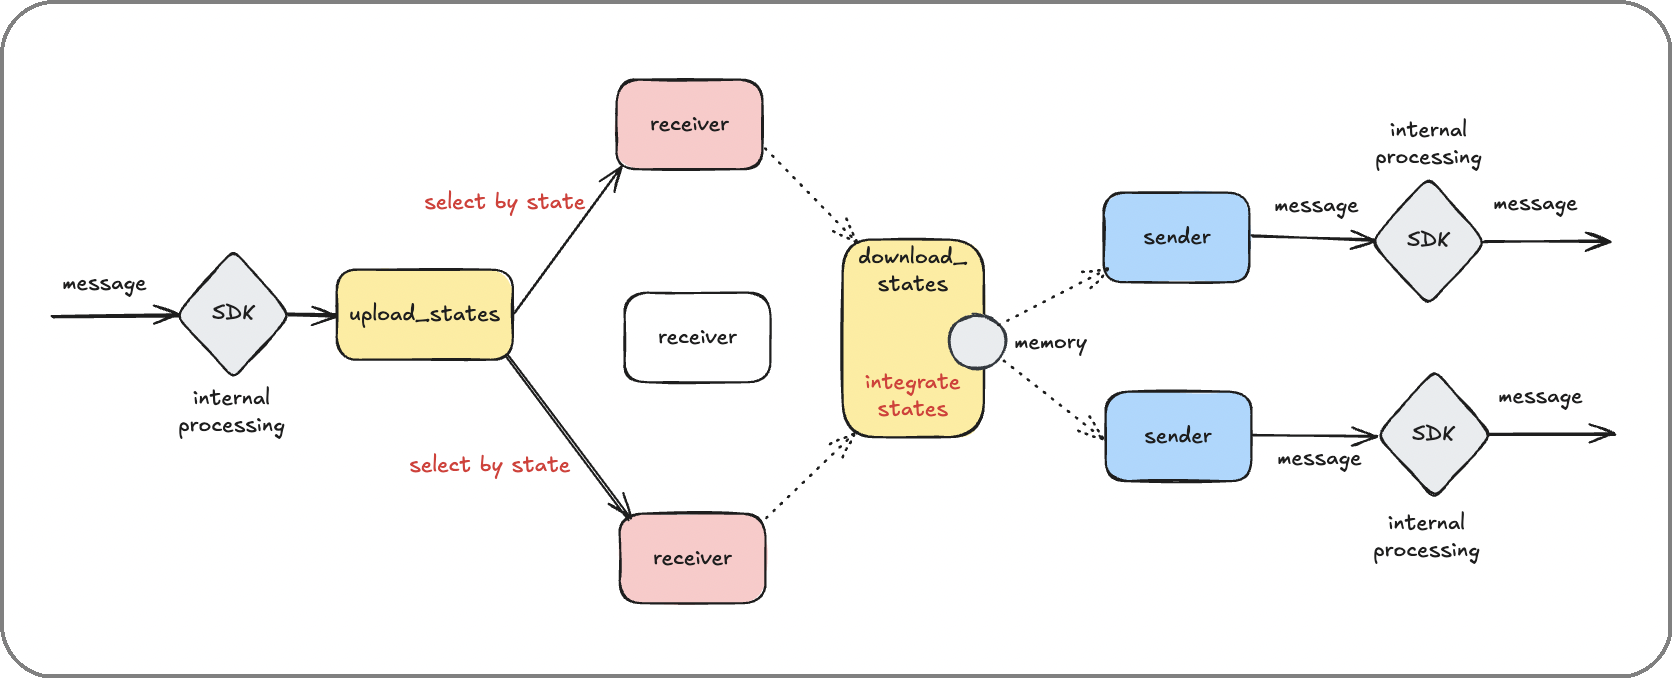 message
SDK
internal
processing
upload_states
select by state
select by state
receiver
receiver
receiver
download_
states
integrate
states
memory
sender
message
internal
processing
SDK
message
sender
message
SDK
internal
processing
message